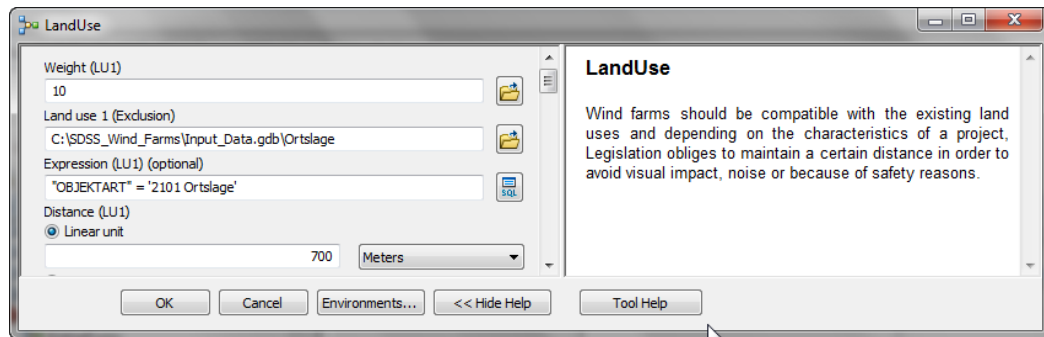 LandUse
Weight (LU1)
10
Land use 1 (Exclusion)
C:\SDSS_Wind_Farms\Input_Data.gdb\Ortslage
Expression (LU1) (optional)
"OBJEKTART" = '2101 Ortslage'
SQL
Distance (LU1)
Linear unit
700 Meters
LandUse
Wind farms should be compatible with the existing land
uses and depending on the characteristics of a project,
Legislation obliges to maintain a certain distance in order to
avoid visual impact, noise or because of safety reasons.
OK Cancel Environments... << Hide Help Tool Help